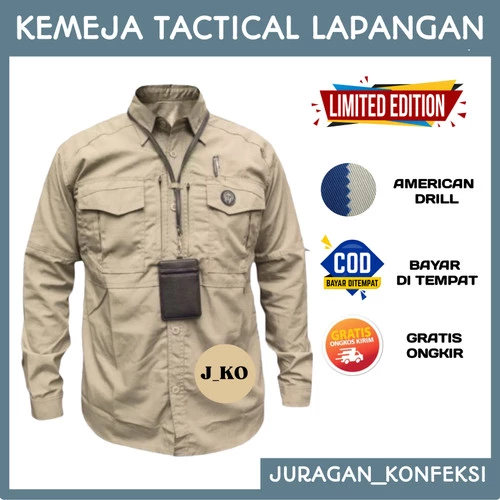 KEMEJA TACTICAL LAPANGAN
LIMITED EDITION
AMERICAN
DRILL
COD
BAYAR DITEMPAT
BAYAR
DI TEMPAT
GRATIS
ONGKOS KIRIM
GRATIS
ONGKIR
J_KO
JURAGAN_KONFEKSI